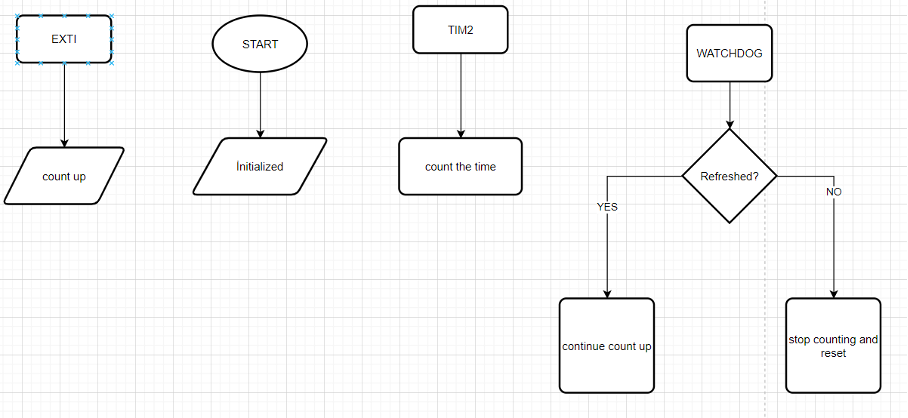 EXTI
START
TIM2
WATCHDOG
count up
İnitialized
count the time
Refreshed?
YES
NO
continue count up
stop counting and
reset